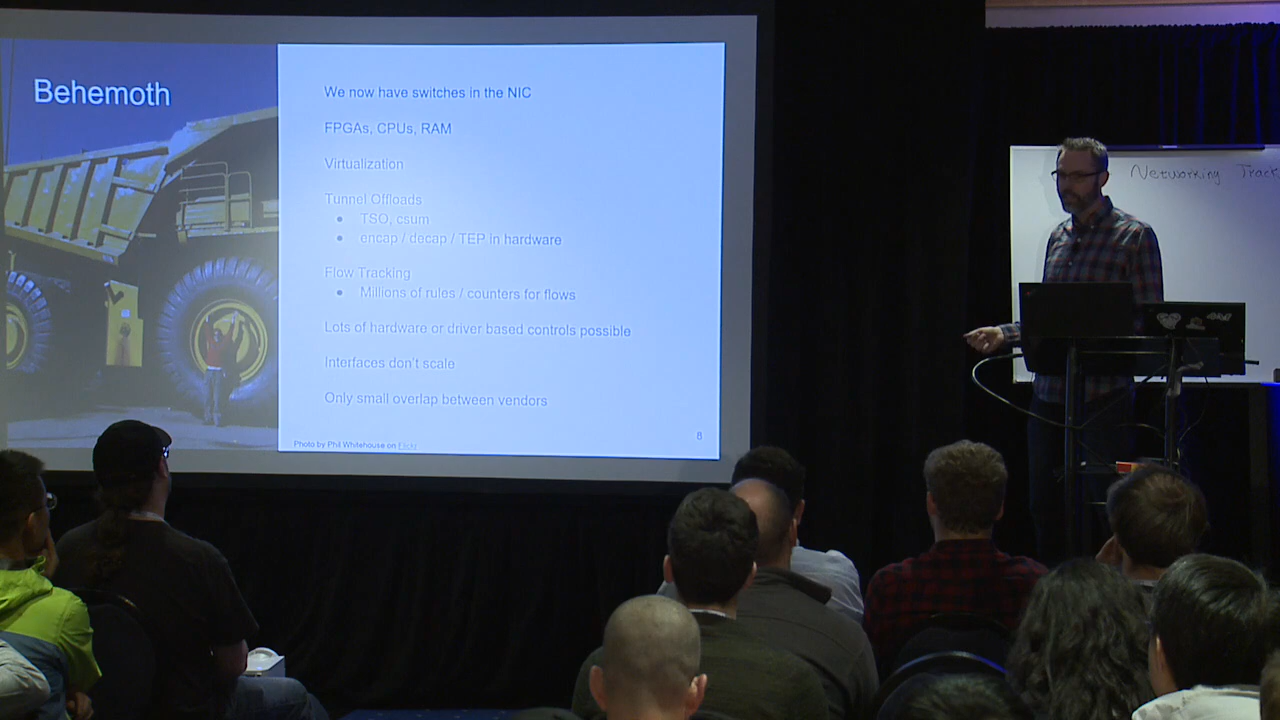 Behemoth
We now have switches in the NIC
FPGAs, CPUs, RAM
Virtualization
Tunnel Offloads
● TSO, csum
● encap / decap / TEP in hardware
Flow Tracking
● Millions of rules / counters for flows
Lots of hardware or driver based controls possible
Interfaces don't scale
Only small overlap between vendors
Photo by Phil Whitehouse on Flickr
8
Networking Track